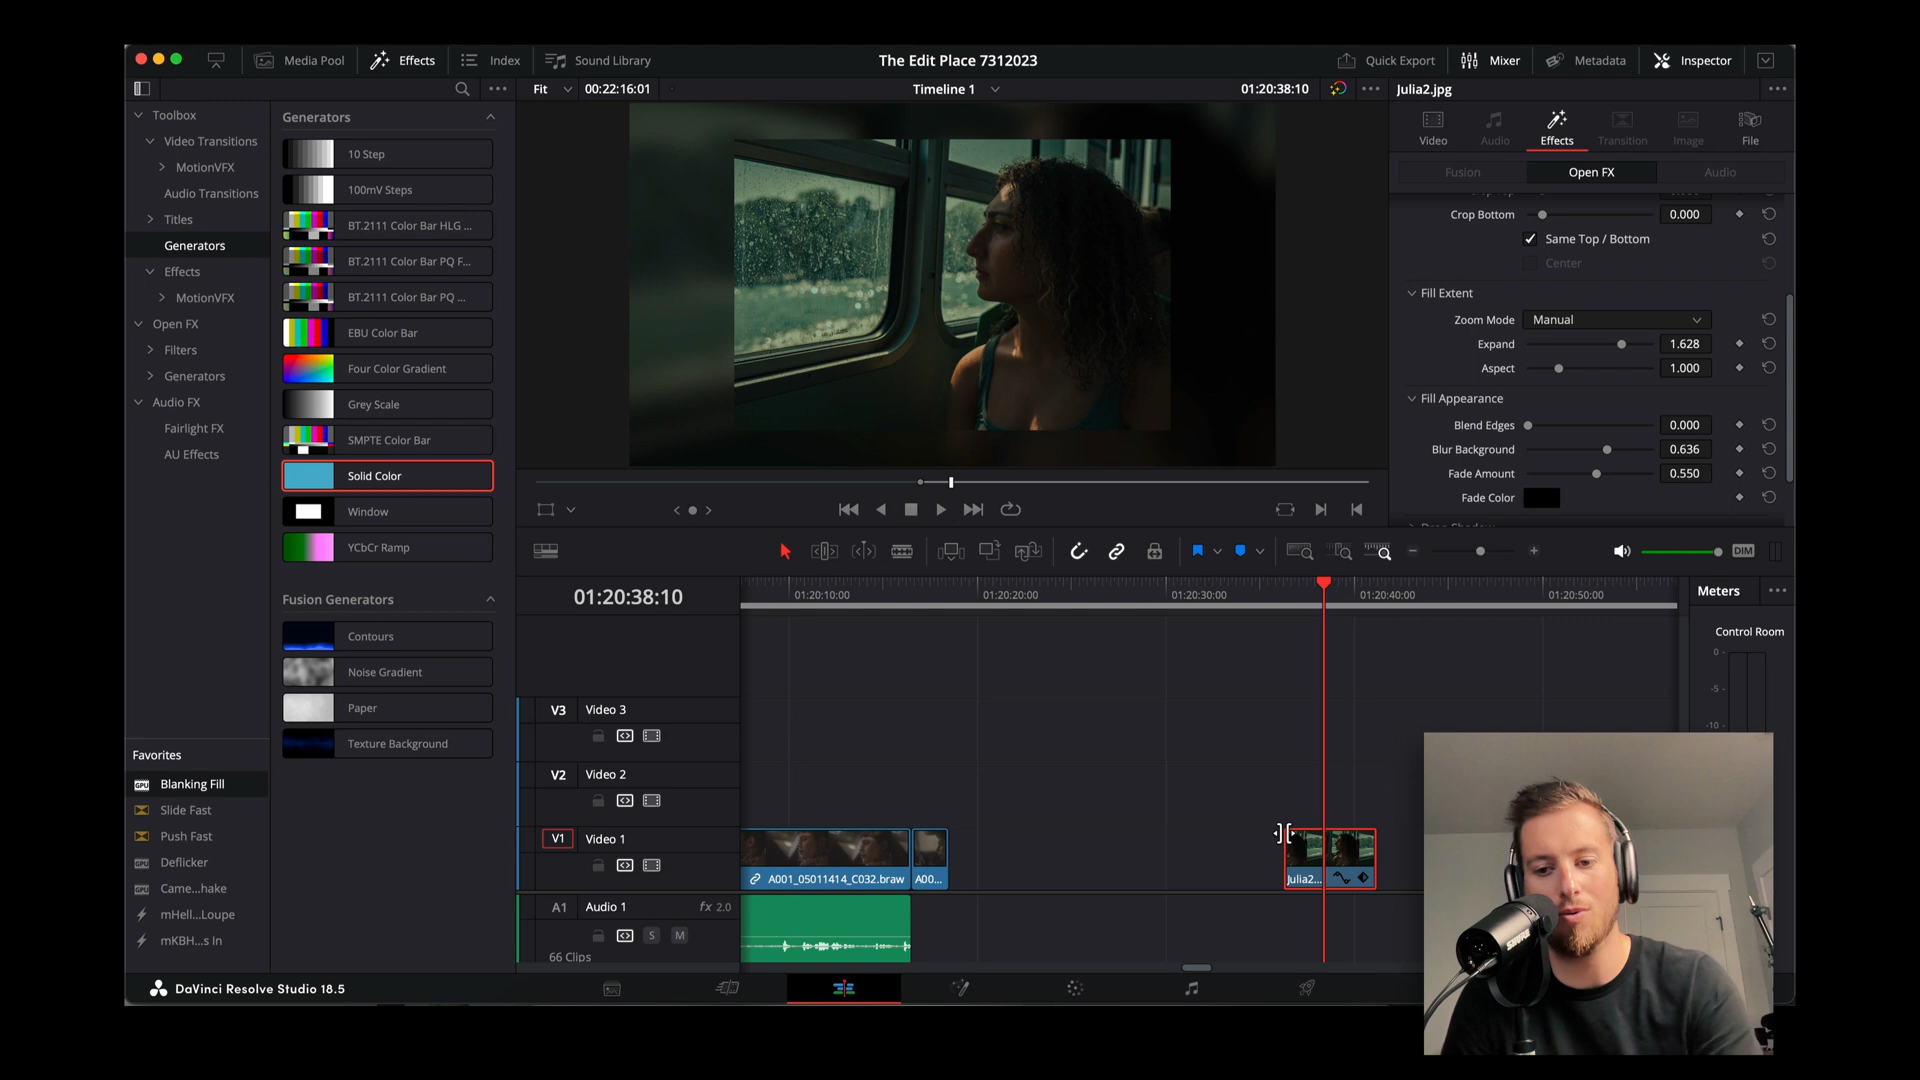 Media Pool
Effects
Index
Sound Library
The Edit Place 7312023
Quick Export
Mixer
Metadata
Inspector
Fit
00:22:16:01
Timeline 1
01:20:38:10
Julia2.jpg
Toolbox
Video Transitions
MotionVFX
Audio Transitions
Titles
Generators
Effects
MotionVFX
Open FX
Filters
Generators
Audio FX
Fairlight FX
AU Effects
Favorites
Blanking Fill
Slide Fast
Push Fast
Deflicker
Came...hake
mHell...Loupe
mKBH...s In
Generators
10 Step
100mV Steps
BT.2111 Color Bar HLG ...
BT.2111 Color Bar PQ F...
BT.2111 Color Bar PQ ...
EBU Color Bar
Four Color Gradient
Grey Scale
SMPTE Color Bar
Solid Color
Window
YCbCr Ramp
Fusion Generators
Contours
Noise Gradient
Paper
Texture Background
Video
Audio
Effects
Transition
Image
File
Fusion
Open FX
Audio
Crop Bottom
0.000
Same Top / Bottom
Center
Fill Extent
Zoom Mode
Manual
Expand
1.628
Aspect
1.000
Fill Appearance
Blend Edges
0.000
Blur Background
0.636
Fade Amount
0.550
Fade Color
DIM
01:20:38:10
01:20:10:00
01:20:20:00
01:20:30:00
01:20:40:00
01:20:50:00
Meters
Control Room
0
-5
-10
V3
Video 3
V2
Video 2
V1
Video 1
A001_05011414_C032.braw
A00...
Julia2...
A1
Audio 1
fx 2.0
S
M
66 Clips
DaVinci Resolve Studio 18.5
SHURE